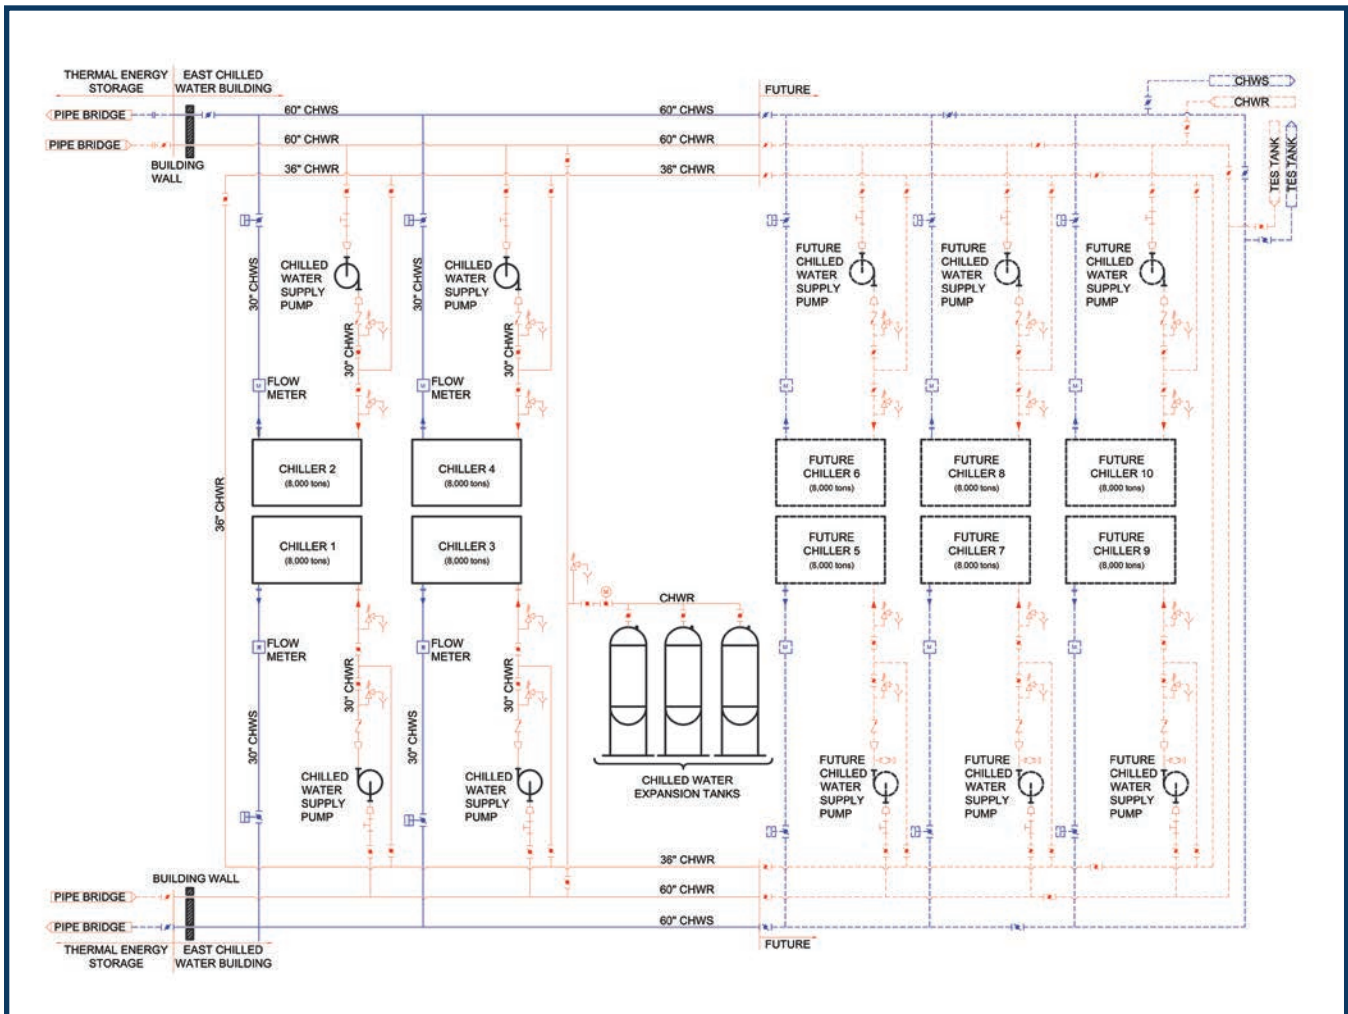 THERMAL ENERGY
STORAGE
EAST CHILLED
WATER BUILDING
FUTURE
CHWS
CHWR
PIPE BRIDGE
60" CHWS
60" CHWS
PIPE BRIDGE
60" CHWR
60" CHWR
BUILDING
WALL
36" CHWR
36" CHWR
TES TANK
TES TANK
30" CHWS
CHILLED
WATER
SUPPLY
PUMP
30" CHWR
CHILLED
WATER
SUPPLY
PUMP
30" CHWR
FUTURE
CHILLED
WATER
SUPPLY
PUMP
FUTURE
CHILLED
WATER
SUPPLY
PUMP
FUTURE
CHILLED
WATER
SUPPLY
PUMP
M
FLOW
METER
M
FLOW
METER
M
M
M
CHILLER 2
(8,000 tons)
CHILLER 4
(8,000 tons)
FUTURE
CHILLER 6
(8,000 tons)
FUTURE
CHILLER 8
(8,000 tons)
FUTURE
CHILLER 10
(8,000 tons)
36" CHWR
CHILLER 1
(8,000 tons)
CHILLER 3
(8,000 tons)
FUTURE
CHILLER 5
(8,000 tons)
FUTURE
CHILLER 7
(8,000 tons)
FUTURE
CHILLER 9
(8,000 tons)
M
CHWR
M
FLOW
METER
M
FLOW
METER
M
M
M
30" CHWR
30" CHWR
30" CHWS
30" CHWS
CHILLED
WATER
SUPPLY
PUMP
CHILLED
WATER
SUPPLY
PUMP
CHILLED WATER
EXPANSION TANKS
FUTURE
CHILLED
WATER
SUPPLY
PUMP
FUTURE
CHILLED
WATER
SUPPLY
PUMP
FUTURE
CHILLED
WATER
SUPPLY
PUMP
36" CHWR
BUILDING WALL
PIPE BRIDGE
60" CHWR
PIPE BRIDGE
60" CHWS
THERMAL ENERGY
STORAGE
EAST CHILLED
WATER BUILDING
FUTURE